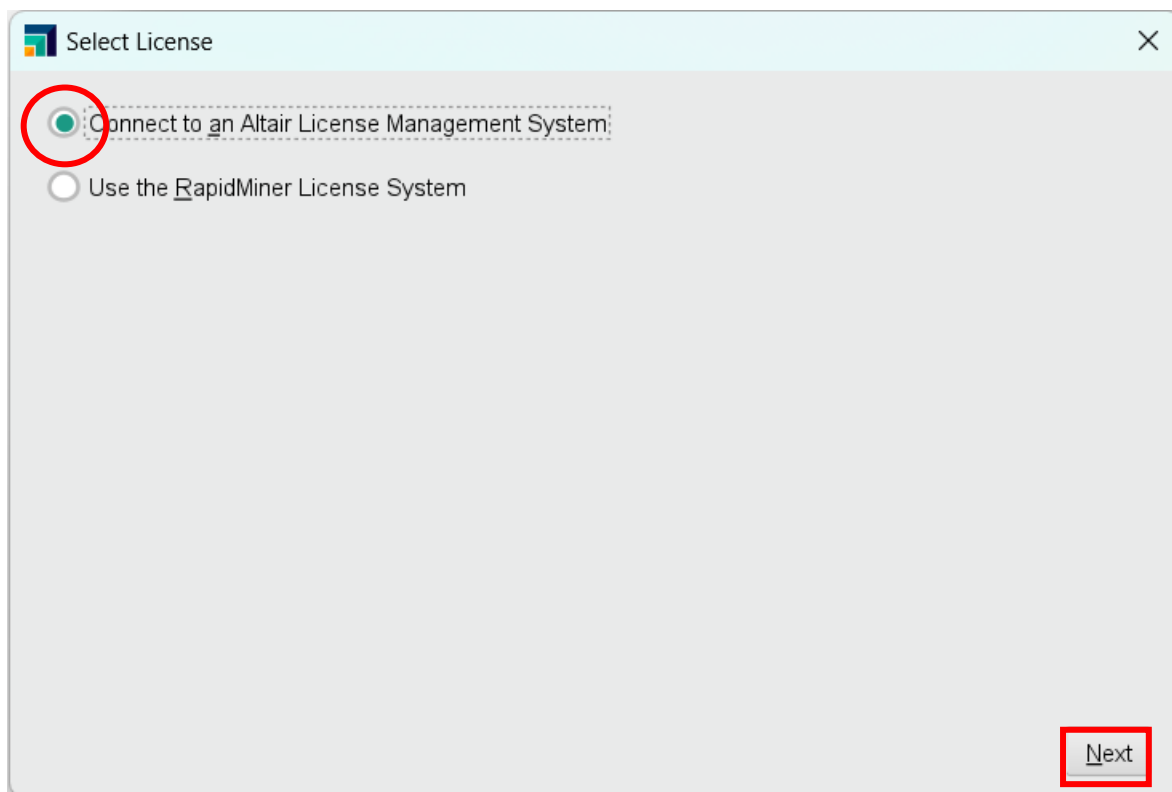 Select License
Connect to an Altair License Management System
Use the RapidMiner License System
Next